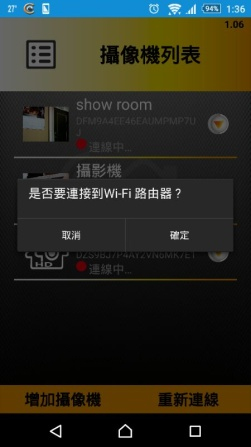 27° 94% 1:36
1.06
攝像機列表
show room
DFM9A4EE46EAUMPMP7U
J
連線中...
攝影機
是否要連接到Wi-Fi 路由器？
取消 確定
連線中...
增加攝像機 重新連線